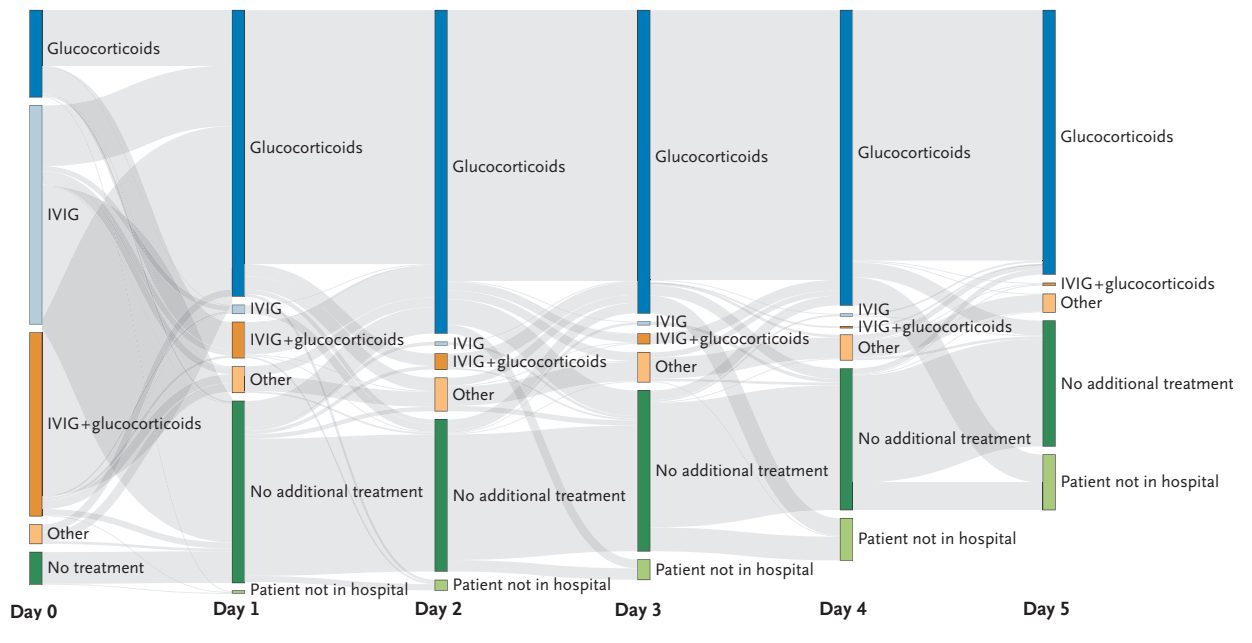 Glucocorticoids
IVIG
IVIG+glucocorticoids
Other
No treatment
Glucocorticoids
IVIG
IVIG+glucocorticoids
Other
No additional treatment
Patient not in hospital
Glucocorticoids
IVIG
IVIG+glucocorticoids
Other
No additional treatment
Patient not in hospital
Glucocorticoids
IVIG
IVIG+glucocorticoids
Other
No additional treatment
Patient not in hospital
Glucocorticoids
IVIG
IVIG+glucocorticoids
Other
No additional treatment
Patient not in hospital
Glucocorticoids
IVIG+glucocorticoids
Other
No additional treatment
Patient not in hospital
Day 0 Day 1 Day 2 Day 3 Day 4 Day 5